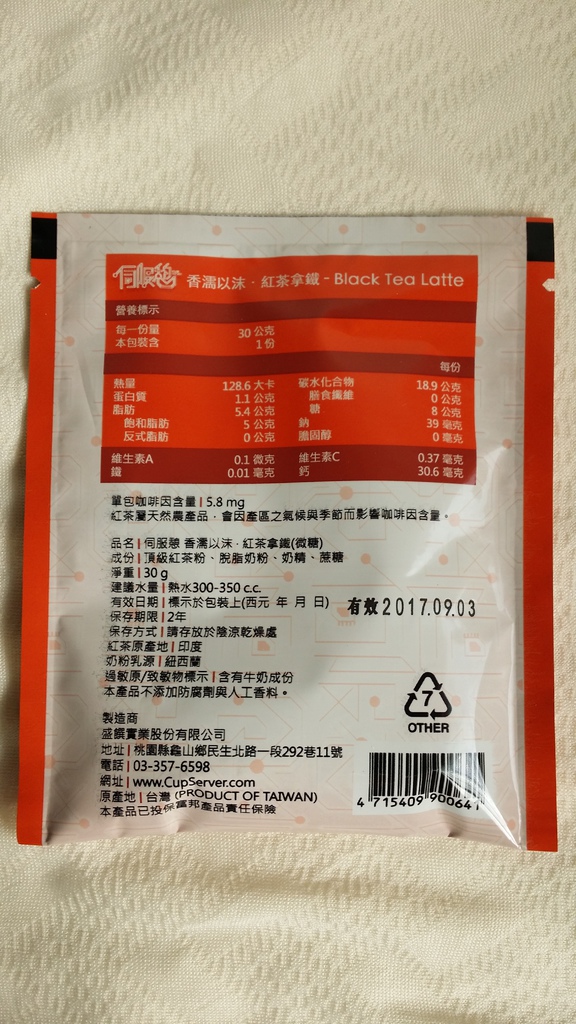 伺服憩 香濡以沫．紅茶拿鐵 - Black Tea Latte
營養標示
每一份量 30 公克
本包裝含 1 份
每份
熱量 128.6 大卡 碳水化合物 18.9 公克
蛋白質 1.1 公克 膳食纖維 0 公克
脂肪 5.4 公克 糖 8 公克
飽和脂肪 5 公克 鈉 39 毫克
反式脂肪 0 公克 膽固醇 0 毫克
維生素A 0.1 微克 維生素C 0.37 毫克
鐵 0.01 毫克 鈣 30.6 毫克
單包咖啡因含量 | 5.8 mg
紅茶屬天然農產品，會因產區之氣候與季節而影響咖啡因含量。
品名 | 伺服憩 香濡以沫．紅茶拿鐵(微糖)
成份 | 頂級紅茶粉、脫脂奶粉、奶精、蔗糖
淨重 | 30 g
建議水量 | 熱水300-350 c.c.
有效日期 | 標示於包裝上(西元 年 月 日) 有效2017.09.03
保存期限 | 2年
保存方式 | 請存放於陰涼乾燥處
紅茶原產地 | 印度
奶粉乳源 | 紐西蘭
過敏原/致敏物標示 | 含有牛奶成份
本產品不添加防腐劑與人工香料。
7
OTHER
製造商
盛饌實業股份有限公司
地址 | 桃園縣龜山鄉民生北路一段292巷11號
電話 | 03-357-6598
網址 | www.CupServer.com
原產地 | 台灣 (PRODUCT OF TAIWAN)
本產品已投保富邦產品責任保險
4 715409 900641